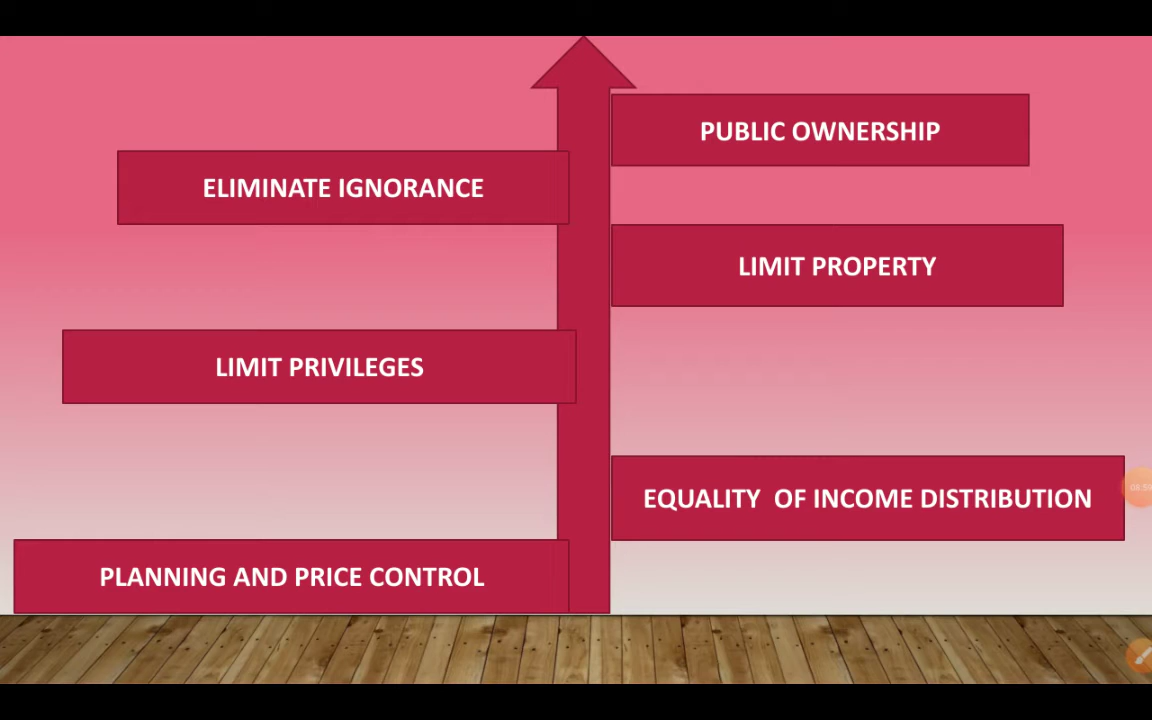 PUBLIC OWNERSHIP
ELIMINATE IGNORANCE
LIMIT PROPERTY
LIMIT PRIVILEGES
EQUALITY OF INCOME DISTRIBUTION
PLANNING AND PRICE CONTROL